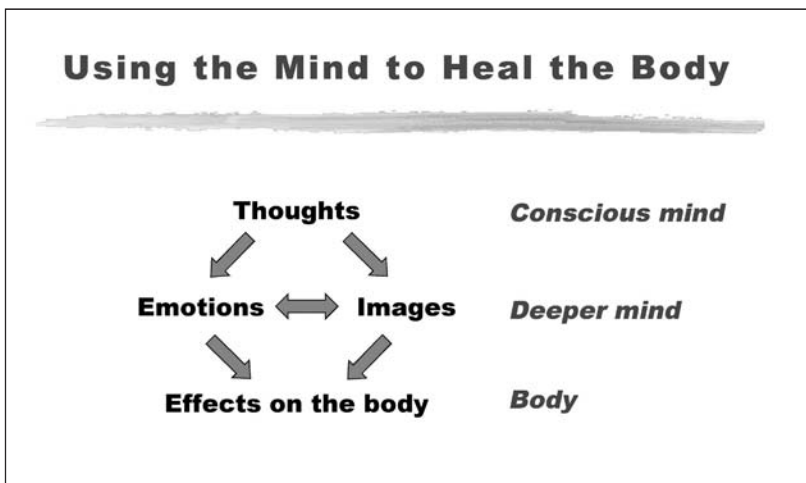 Using the Mind to Heal the Body
Thoughts Conscious mind
Emotions Images Deeper mind
Effects on the body Body